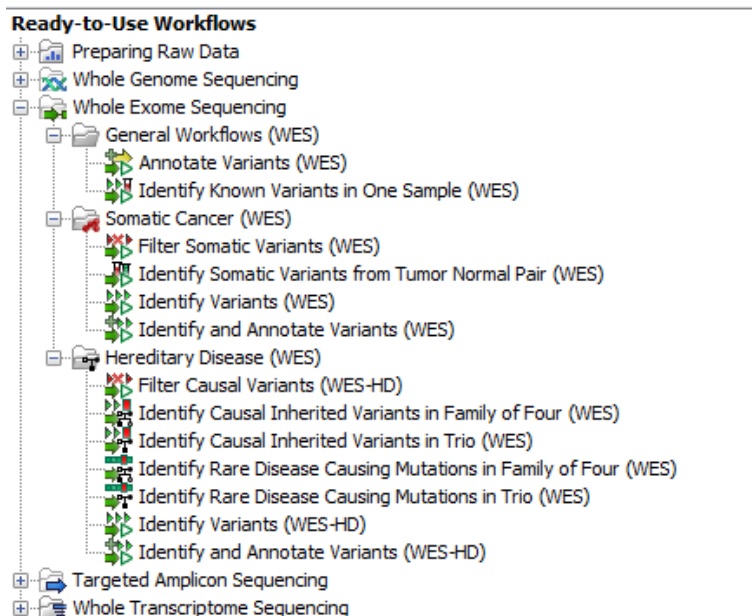 Ready-to-Use Workflows
Preparing Raw Data
Whole Genome Sequencing
Whole Exome Sequencing
General Workflows (WES)
Annotate Variants (WES)
Identify Known Variants in One Sample (WES)
Somatic Cancer (WES)
Filter Somatic Variants (WES)
Identify Somatic Variants from Tumor Normal Pair (WES)
Identify Variants (WES)
Identify and Annotate Variants (WES)
Hereditary Disease (WES)
Filter Causal Variants (WES-HD)
Identify Causal Inherited Variants in Family of Four (WES)
Identify Causal Inherited Variants in Trio (WES)
Identify Rare Disease Causing Mutations in Family of Four (WES)
Identify Rare Disease Causing Mutations in Trio (WES)
Identify Variants (WES-HD)
Identify and Annotate Variants (WES-HD)
Targeted Amplicon Sequencing
Whole Transcriptome Sequencing